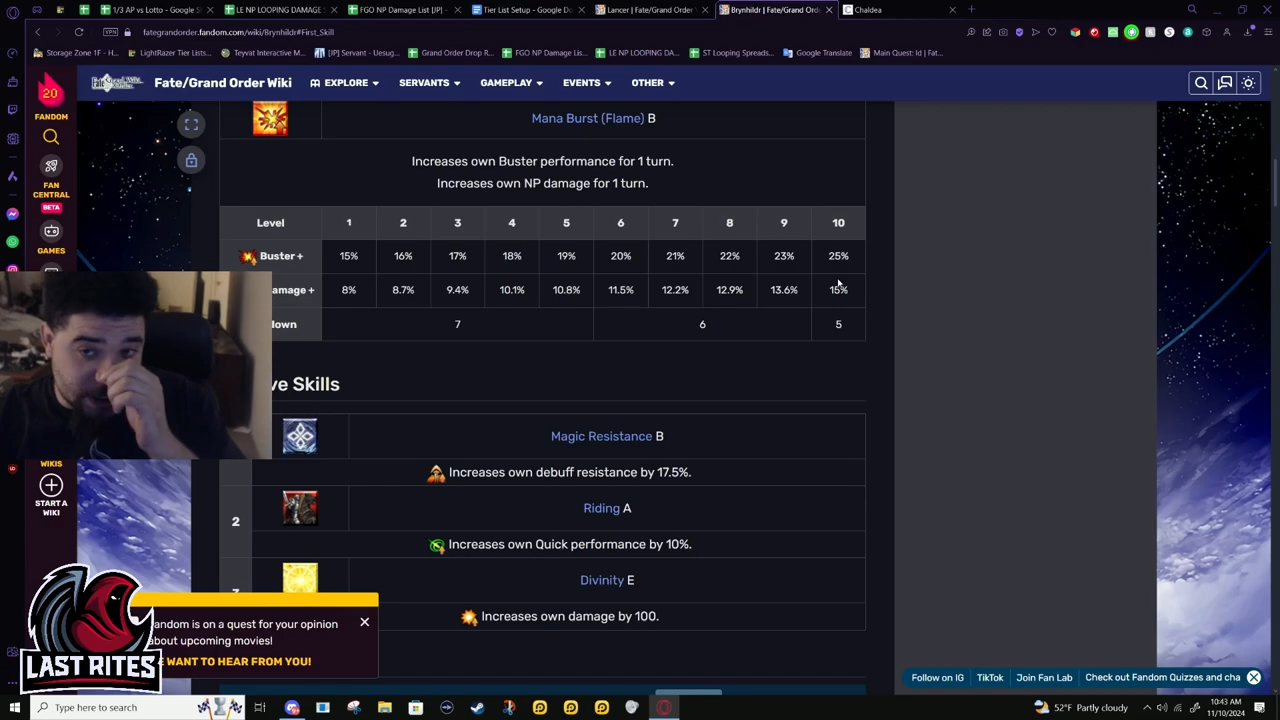 1/3 AP vs Lotto - Google S
LE NP LOOPING DAMAGE
FGO NP Damage List [JP] -
Tier List Setup - Google Do
Lancer | Fate/Grand Order
Brynhildr | Fate/Grand Ord
Chaldea
VPN
fategrandorder.fandom.com/wiki/Brynhildr#First_Skill
Storage Zone 1F - H...
LightRazer Tier Lists...
Teyvat Interactive M...
[JP] Servant - Uesug...
Grand Order Drop R...
FGO NP Damage Lis...
LE NP LOOPING DA...
ST Looping Spreads...
Google Translate
Main Quest: Id | Fat...
20
FANDOM
Fate/Grand Order Wiki
EXPLORE
SERVANTS
GAMEPLAY
EVENTS
OTHER
FAN
CENTRAL
BETA
GAMES
WIKIS
START A
WIKI
Mana Burst (Flame) B
Increases own Buster performance for 1 turn.
Increases own NP damage for 1 turn.
Level 1 2 3 4 5 6 7 8 9 10
Buster + 15% 16% 17% 18% 19% 20% 21% 22% 23% 25%
amage + 8% 8.7% 9.4% 10.1% 10.8% 11.5% 12.2% 12.9% 13.6% 15%
down 7 6 5
ve Skills
Magic Resistance B
Increases own debuff resistance by 17.5%.
2
Riding A
Increases own Quick performance by 10%.
Divinity E
Increases own damage by 100.
andom is on a quest for your opinion
about upcoming movies!
E WANT TO HEAR FROM YOU!
LAST RITES
Follow on IG
TikTok
Join Fan Lab
Check out Fandom Quizzes and cha
Type here to search
52°F Partly cloudy
10:43 AM
11/10/2024